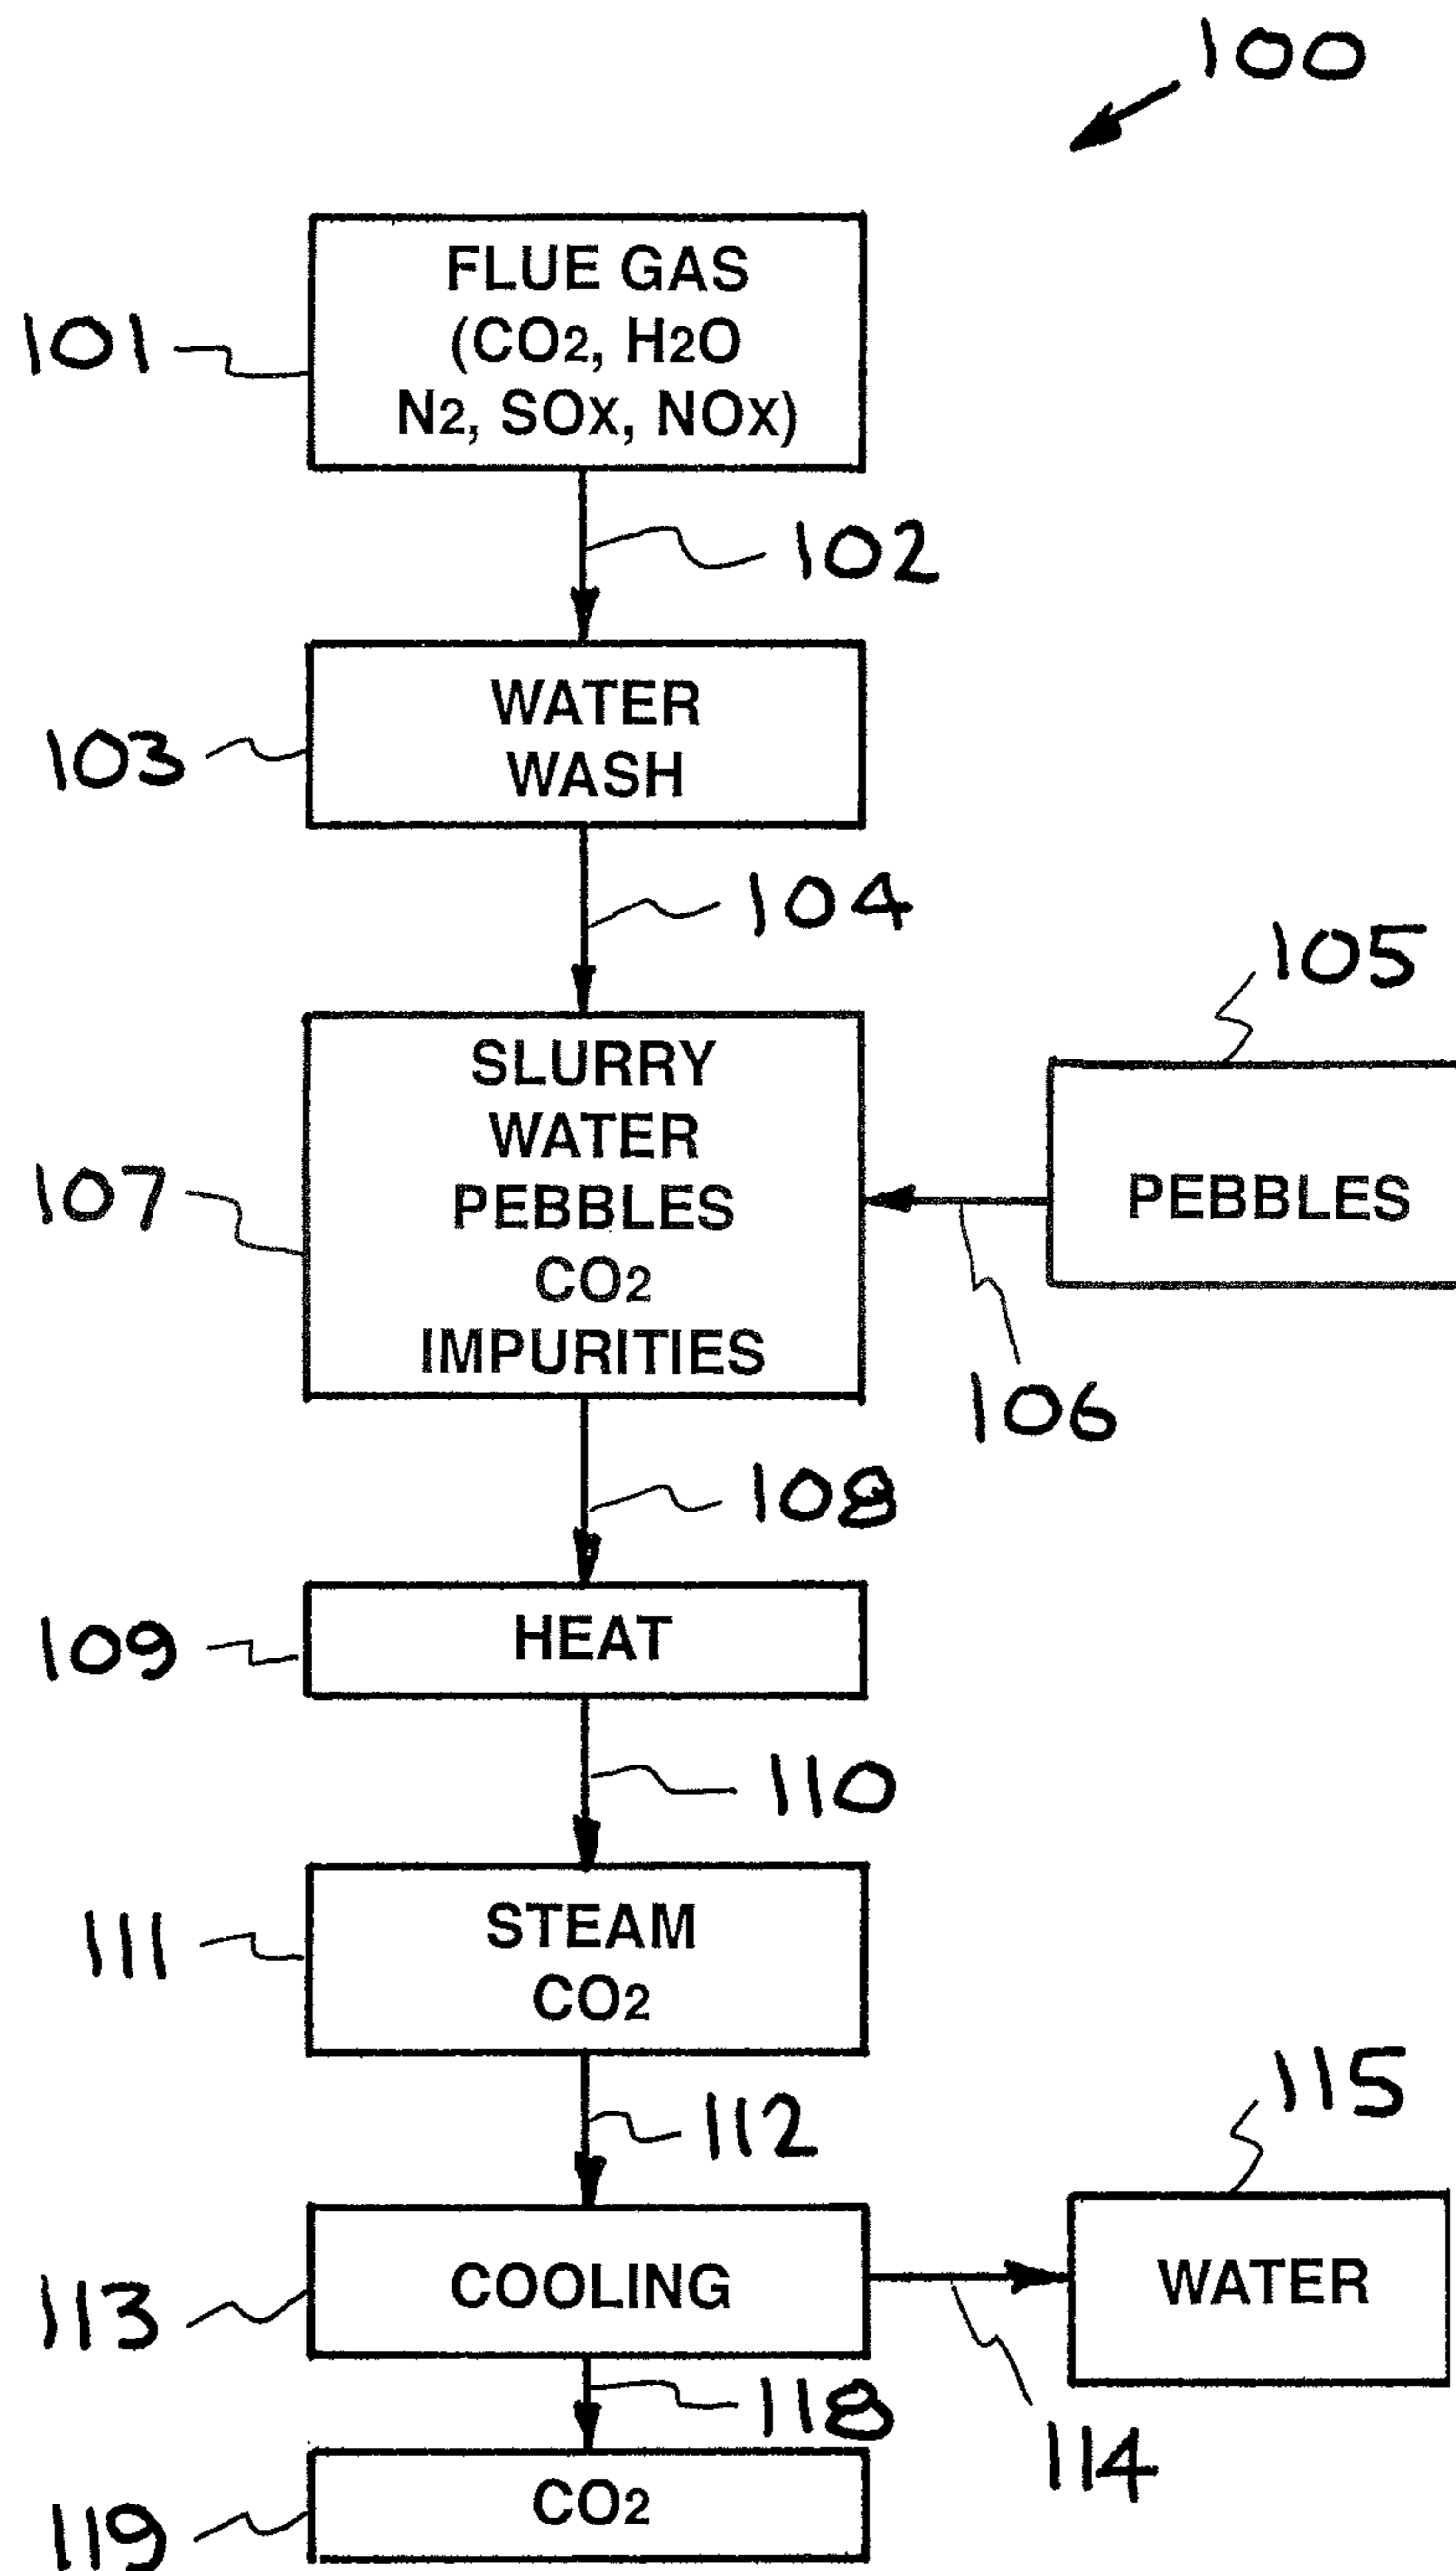 100
FLUE GAS
(CO2, H2O
N2, SOX, NOX)
101
102
WATER
WASH
103
104
105
SLURRY
WATER
PEBBLES
CO2
IMPURITIES
PEBBLES
107
106
108
HEAT
109
110
STEAM
CO2
111
112
115
COOLING
WATER
113
118
114
CO2
119